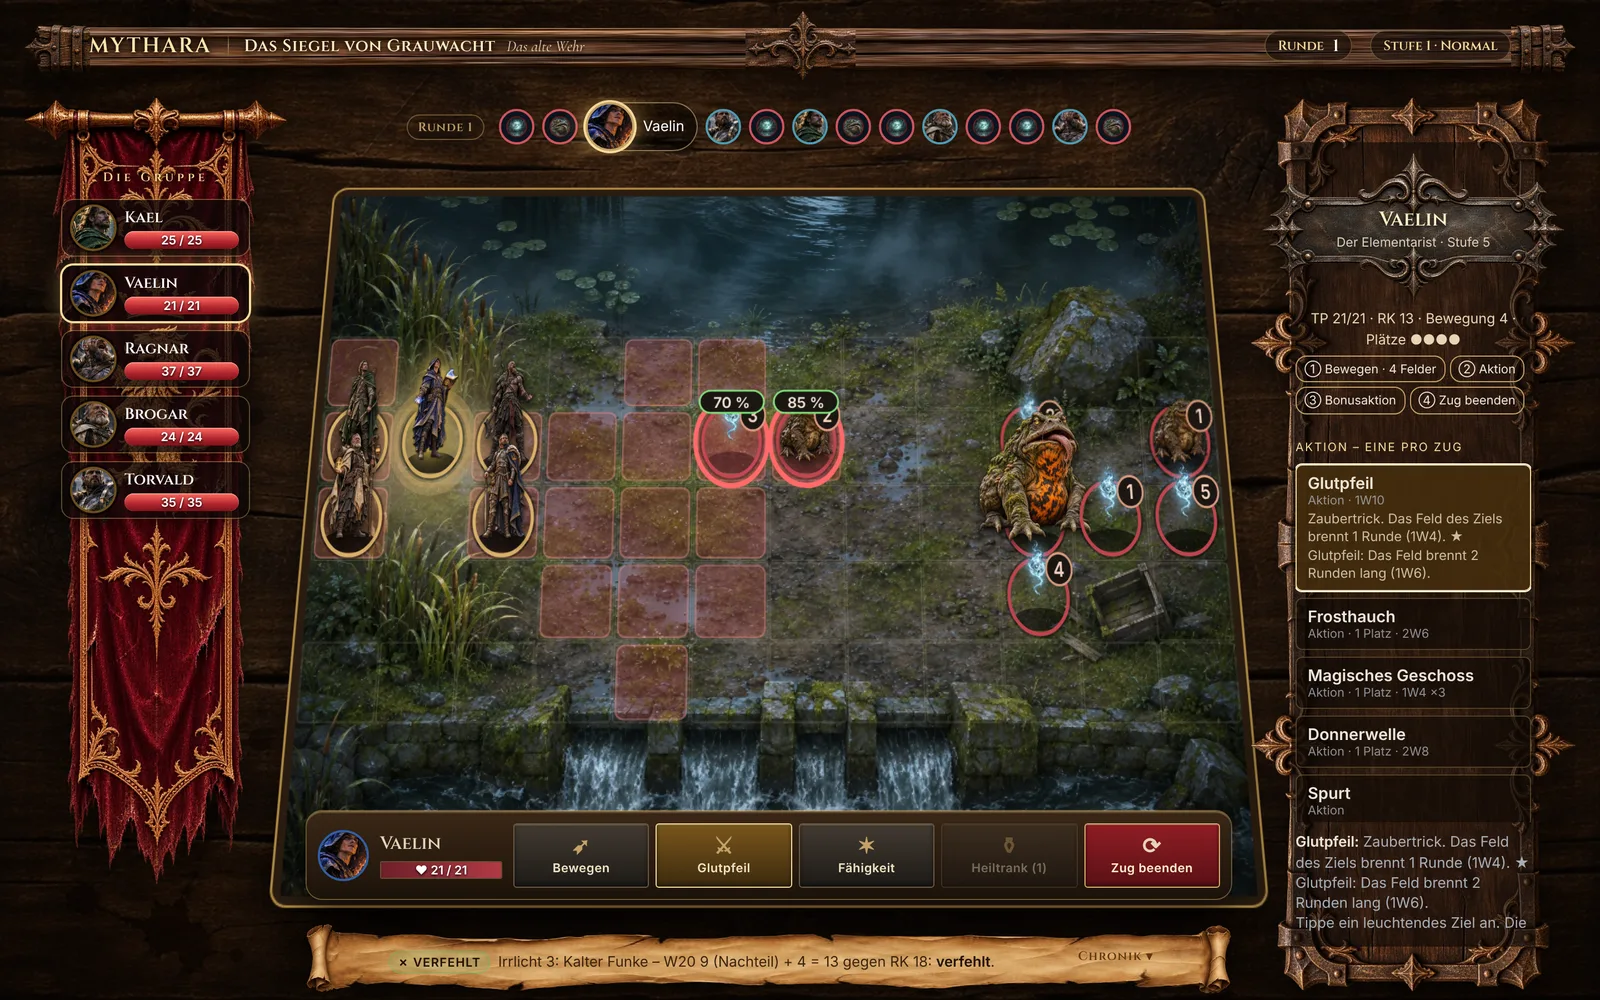 MYTHARA
Das Siegel von Grauwacht Das alte Wehr
Runde 1
Stufe 1 · Normal
Runde 1
Vaelin
Die Gruppe
Kael
25 / 25
Vaelin
21 / 21
Ragnar
37 / 37
Brogar
24 / 24
Torvald
35 / 35
70 %
85 %
3
2
1
1
5
4
Vaelin
Der Elementarist · Stufe 5
TP 21/21 · RK 13 · Bewegung 4 ·
Plätze
1 Bewegen · 4 Felder
2 Aktion
3 Bonusaktion
4 Zug beenden
AKTION – EINE PRO ZUG
Glutpfeil
Aktion · 1W10
Zaubertrick. Das Feld des Ziels
brennt 1 Runde (1W4). ★
Glutpfeil: Das Feld brennt 2
Runden lang (1W6).
Frosthauch
Aktion · 1 Platz · 2W6
Magisches Geschoss
Aktion · 1 Platz · 1W4 ×3
Donnerwelle
Aktion · 1 Platz · 2W8
Spurt
Aktion
Glutpfeil: Zaubertrick. Das Feld
des Ziels brennt 1 Runde (1W4). ★
Glutpfeil: Das Feld brennt 2
Runden lang (1W6).
Tippe ein leuchtendes Ziel an. Die
Vaelin
♥ 21 / 21
Bewegen
Glutpfeil
Fähigkeit
Heiltrank (1)
Zug beenden
× VERFEHLT Irrlicht 3: Kalter Funke – W20 9 (Nachteil) + 4 = 13 gegen RK 18: verfehlt.
Chronik ▼